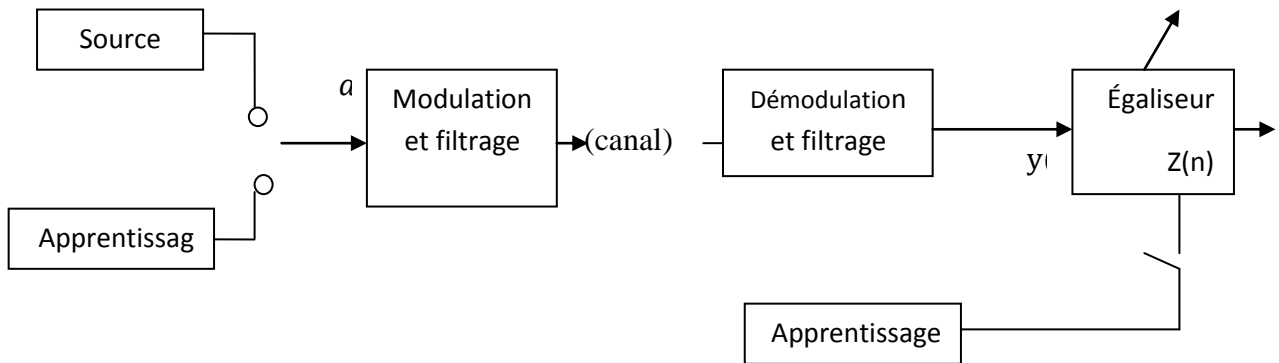 Source
a
Modulation
et filtrage
(canal)
Démodulation
et filtrage
y(
Égaliseur
Z(n)
Apprentissag
Apprentissage